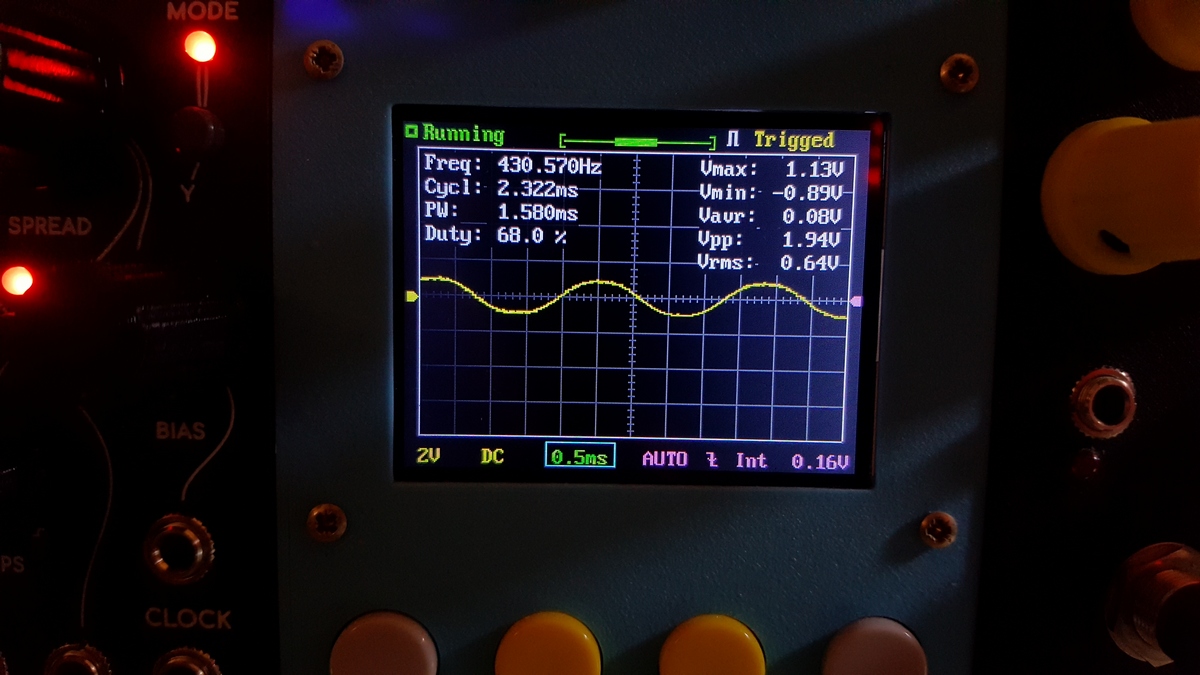 MODE
Y
SPREAD
BIAS
PS
CLOCK
Running
Trigged
Freq: 430.570Hz
Cycl: 2.322ms
PW: 1.580ms
Duty: 68.0 %
Vmax: 1.13V
Vmin: -0.89V
Vavr: 0.08V
Vpp: 1.94V
Vrms: 0.64V
2V DC 0.5ms AUTO Int 0.16V